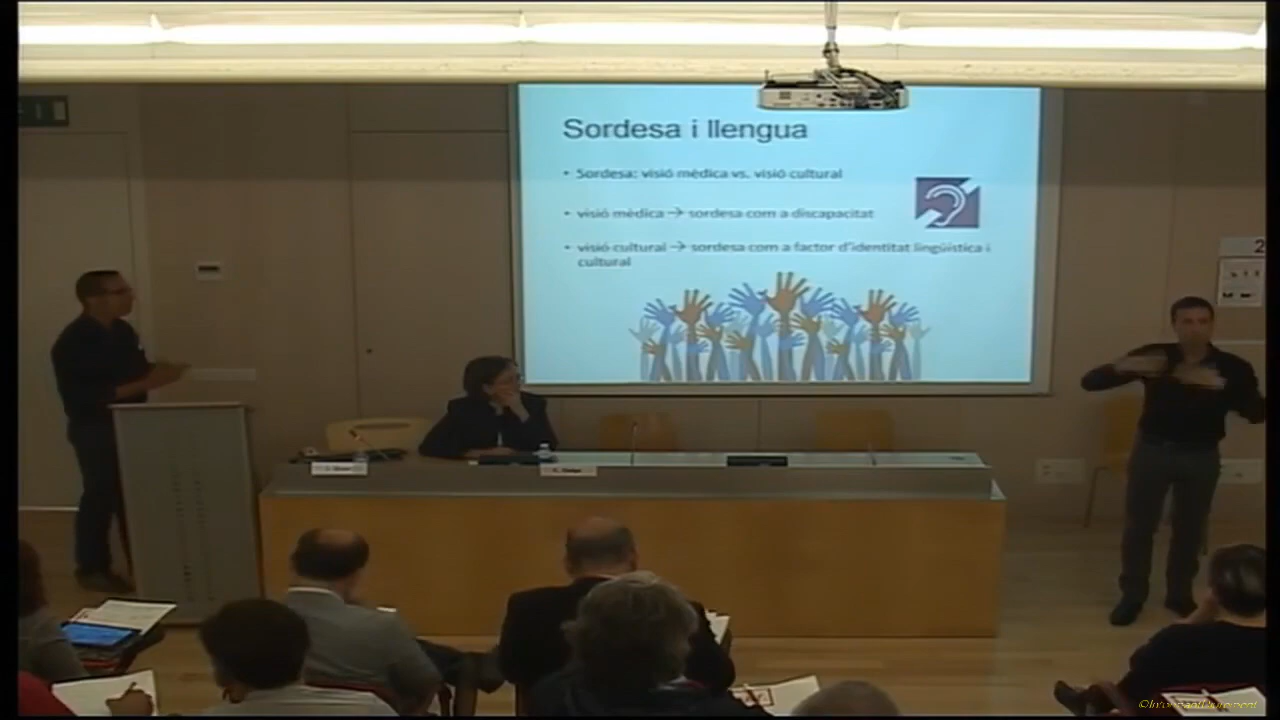 Sordesa i llengua
• Sordesa: visió mèdica vs. visió cultural
• visió mèdica → sordesa com a discapacitat
• visió cultural → sordesa com a factor d'identitat lingüística i
cultural
2